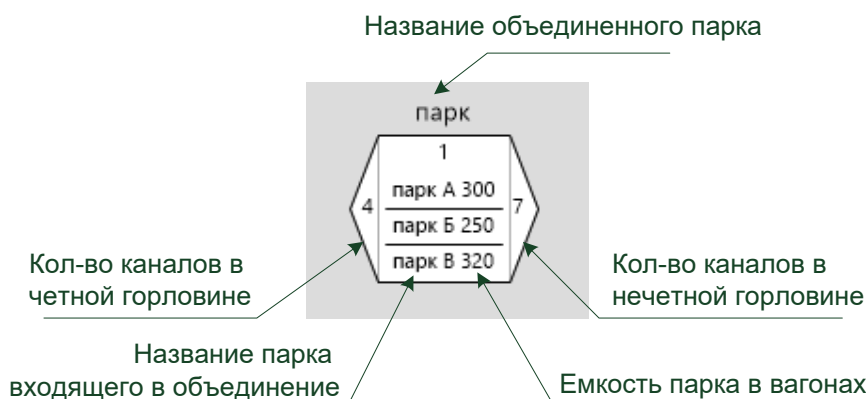 Название объединенного парка
парк
1
парк А 300
4
7
парк Б 250
парк В 320
Кол-во каналов в
четной горловине
Кол-во каналов в
нечетной горловине
Название парка
входящего в объединение
Емкость парка в вагонах